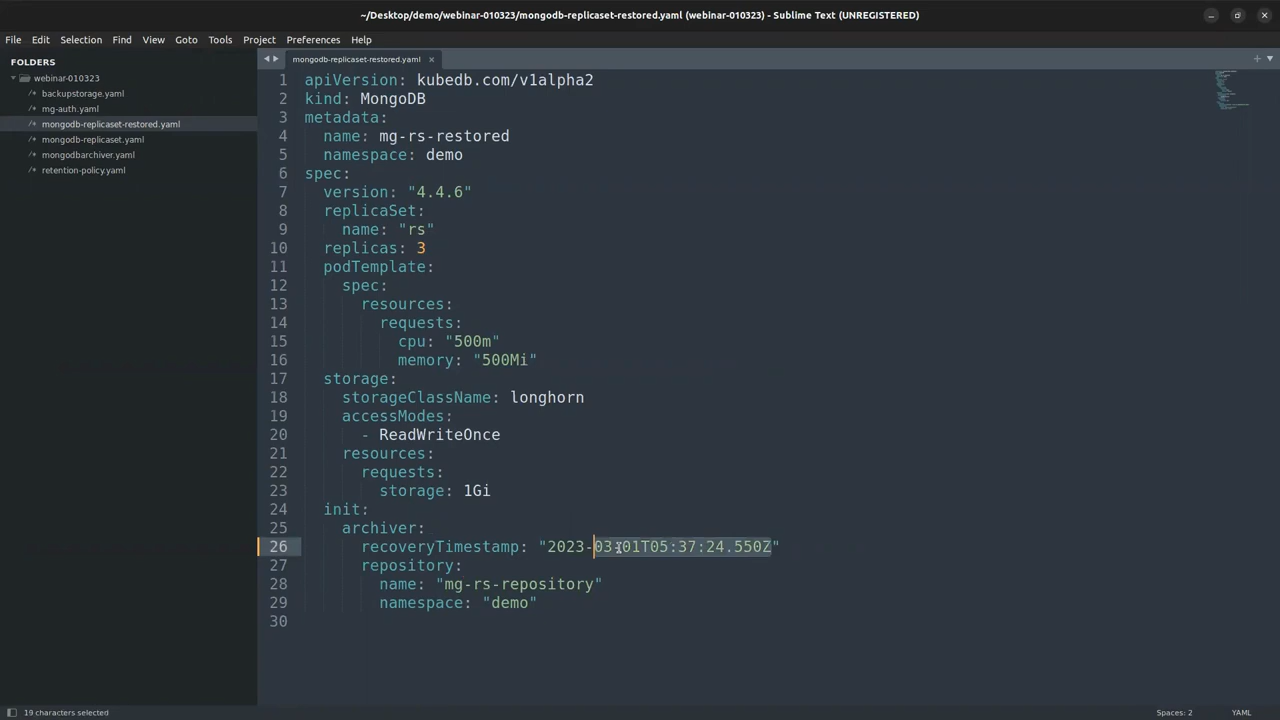 ~/Desktop/demo/webinar-010323/mongodb-replicaset-restored.yaml (webinar-010323) - Sublime Text (UNREGISTERED)
File Edit Selection Find View Goto Tools Project Preferences Help
FOLDERS
webinar-010323
/* backupstorage.yaml
/* mg-auth.yaml
/* mongodb-replicaset-restored.yaml
/* mongodb-replicaset.yaml
/* mongodbarchiver.yaml
/* retention-policy.yaml
mongodb-replicaset-restored.yaml
1 apiVersion: kubedb.com/v1alpha2
2 kind: MongoDB
3 metadata:
4 name: mg-rs-restored
5 namespace: demo
6 spec:
7 version: "4.4.6"
8 replicaSet:
9 name: "rs"
10 replicas: 3
11 podTemplate:
12 spec:
13 resources:
14 requests:
15 cpu: "500m"
16 memory: "500Mi"
17 storage:
18 storageClassName: longhorn
19 accessModes:
20 - ReadWriteOnce
21 resources:
22 requests:
23 storage: 1Gi
24 init:
25 archiver:
26 recoveryTimestamp: "2023-03-01T05:37:24.550Z"
27 repository:
28 name: "mg-rs-repository"
29 namespace: "demo"
30
19 characters selected
Spaces: 2
YAML